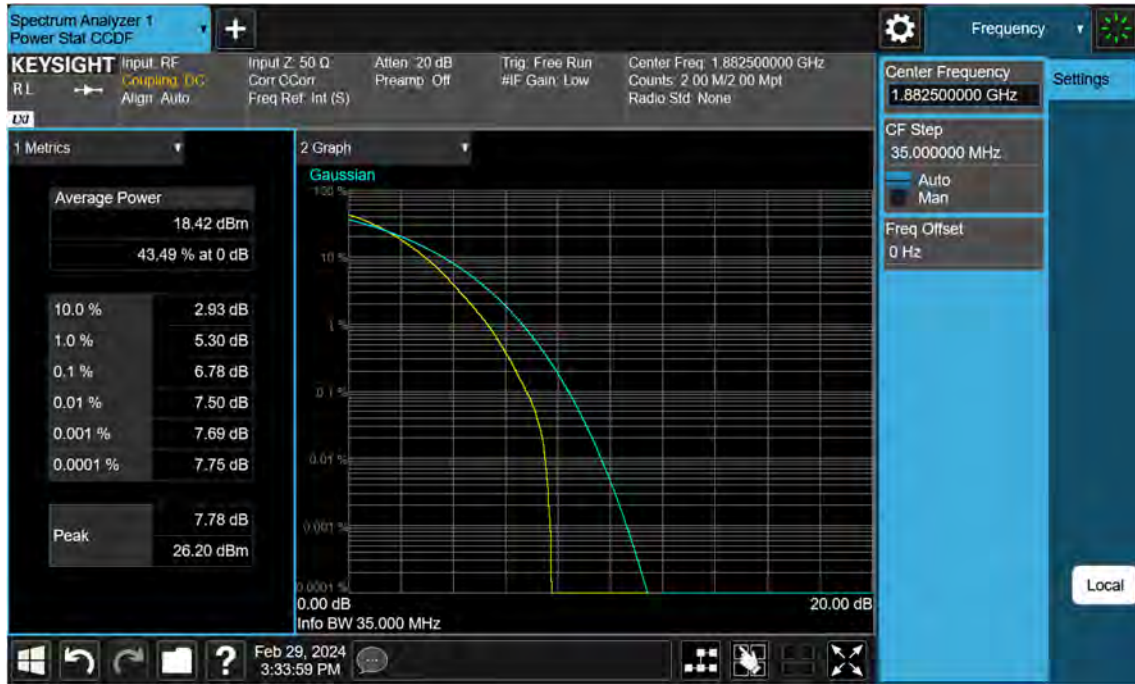 Spectrum Analyzer 1
Power Stat CCDF
Frequency
KEYSIGHT
RL
LXI
Input: RF
Coupling: DC
Align: Auto
Input Z: 50 Ω
Corr CCorr
Freq Ref: Int (S)
Atten: 20 dB
Preamp: Off
Trig: Free Run
#IF Gain: Low
Center Freq: 1.882500000 GHz
Counts: 2.00 M/2.00 Mpt
Radio Std: None
Center Frequency
1.882500000 GHz
Settings
CF Step
35.000000 MHz
Auto
Man
Freq Offset
0 Hz
1 Metrics
Average Power
18.42 dBm
43.49 % at 0 dB
10.0 % 2.93 dB
1.0 % 5.30 dB
0.1 % 6.78 dB
0.01 % 7.50 dB
0.001 % 7.69 dB
0.0001 % 7.75 dB
Peak
7.78 dB
26.20 dBm
2 Graph
Gaussian
100 %
10 %
1 %
0.1 %
0.01 %
0.001 %
0.0001 %
0.00 dB 20.00 dB
Info BW 35.000 MHz
Local
?
Feb 29, 2024
3:33:59 PM